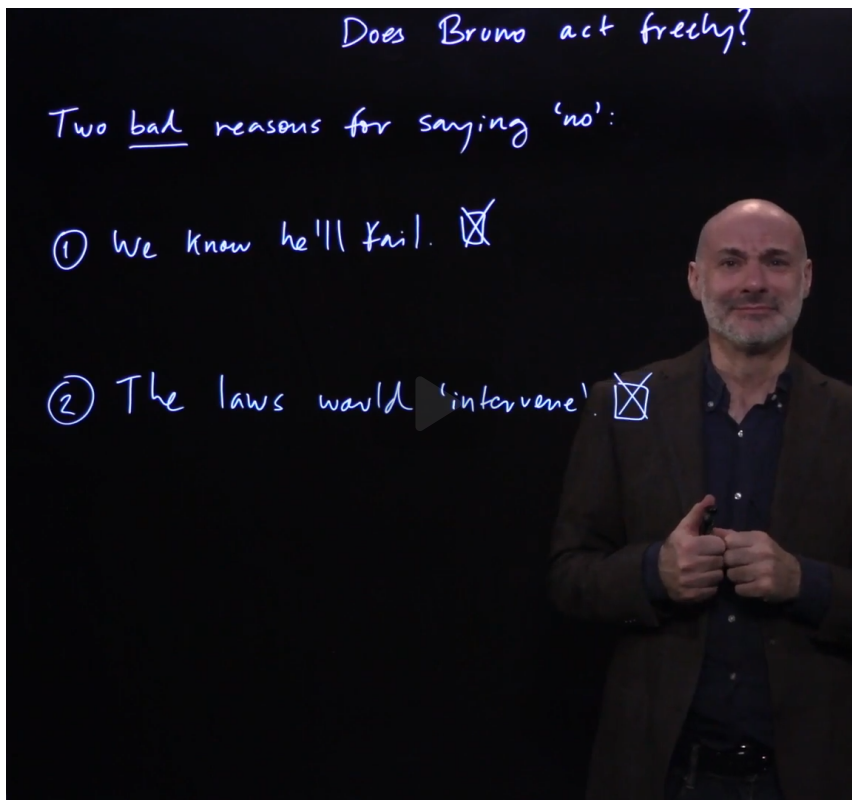 Does Bruno act freely?
Two bad reasons for saying 'no':
① We know he'll fail. ☒
② The laws would 'intervene'. ☒